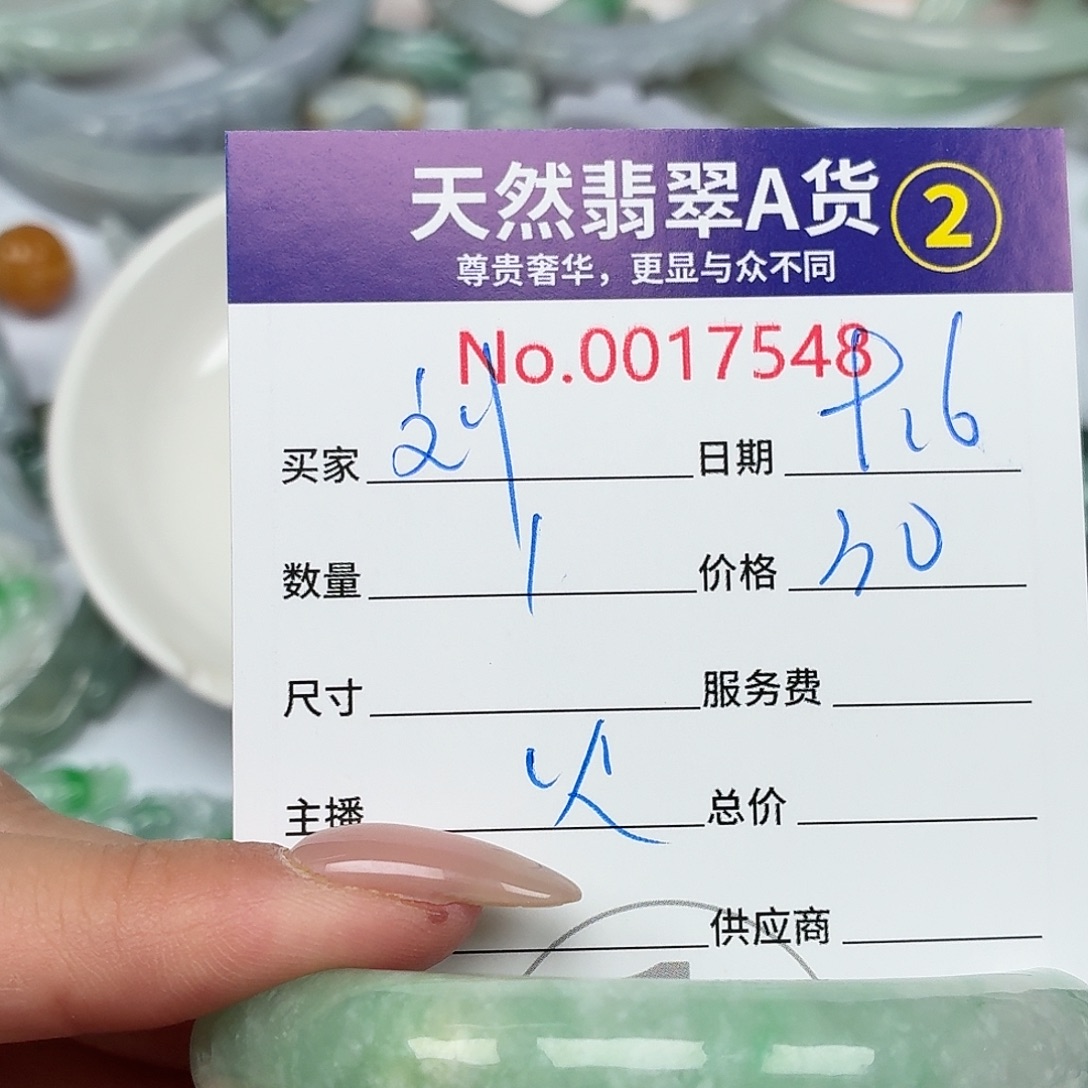 天然翡翠A货 2
尊贵奢华，更显与众不同
No.0017548
买家 刘 日期
数量 1 价格
尺寸 服务费
主播 火 总价
供应商